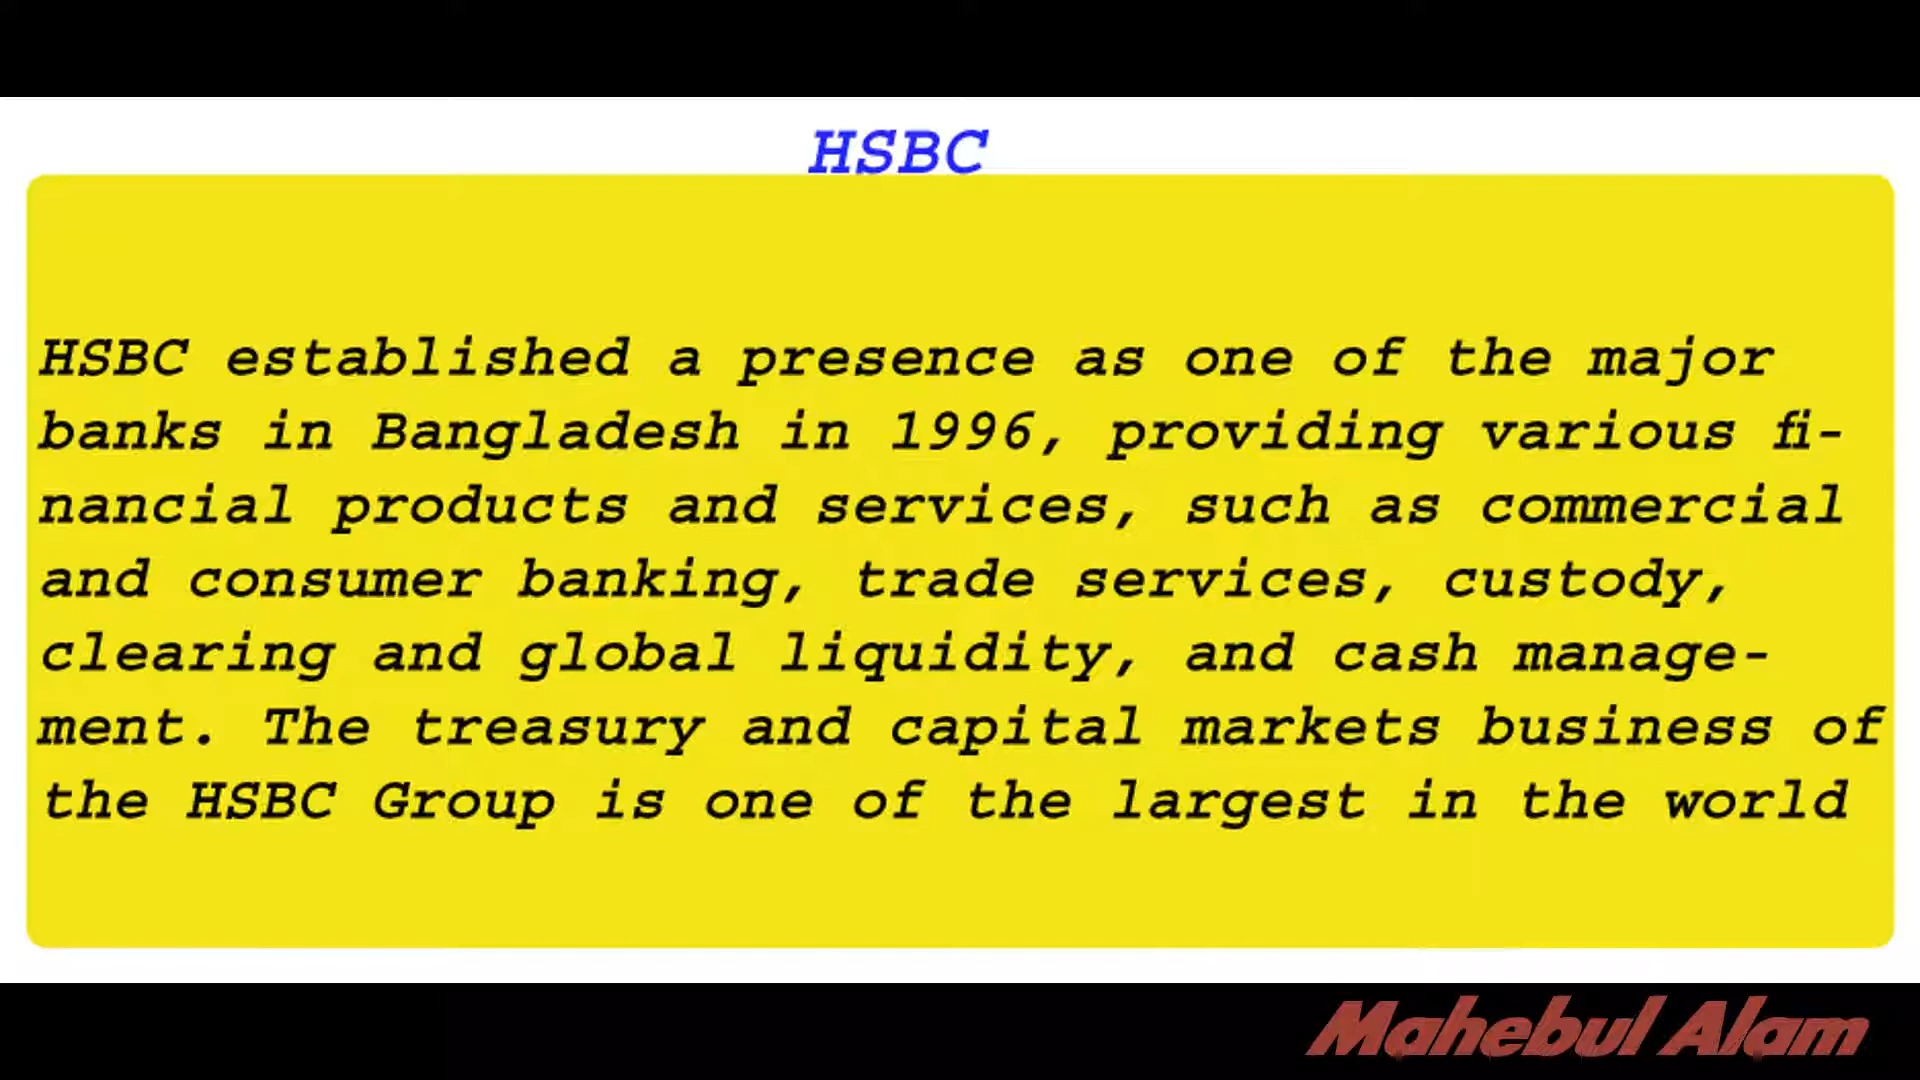 HSBC
HSBC established a presence as one of the major
banks in Bangladesh in 1996, providing various fi-
nancial products and services, such as commercial
and consumer banking, trade services, custody,
clearing and global liquidity, and cash manage-
ment. The treasury and capital markets business of
the HSBC Group is one of the largest in the world
Mahebul Alam